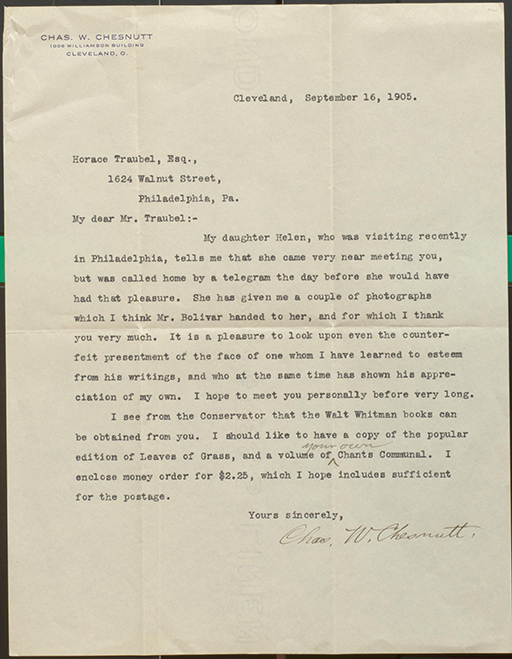 CHAS. W. CHESNUTT
1005 WILLIAMSON BUILDING
CLEVELAND, O.
Cleveland, September 16, 1905.
Horace Traubel, Esq.,
1624 Walnut Street,
Philadelphia, Pa.
My dear Mr. Traubel:-
My daughter Helen, who was visiting recently
in Philadelphia, tells me that she came very near meeting you,
but was called home by a telegram the day before she would have
had that pleasure. She has given me a couple of photographs
which I think Mr. Bolivar handed to her, and for which I thank
you very much. It is a pleasure to look upon even the counter-
feit presentment of the face of one whom I have learned to esteem
from his writings, and who at the same time has shown his appre-
ciation of my own. I hope to meet you personally before very long.
I see from the Conservator that the Walt Whitman books can
be obtained from you. I should like to have a copy of the popular
your own
edition of Leaves of Grass, and a volume of Chants Communal. I
enclose money order for $2.25, which I hope includes sufficient
for the postage.
Yours sincerely,
Chas. W. Chesnutt.